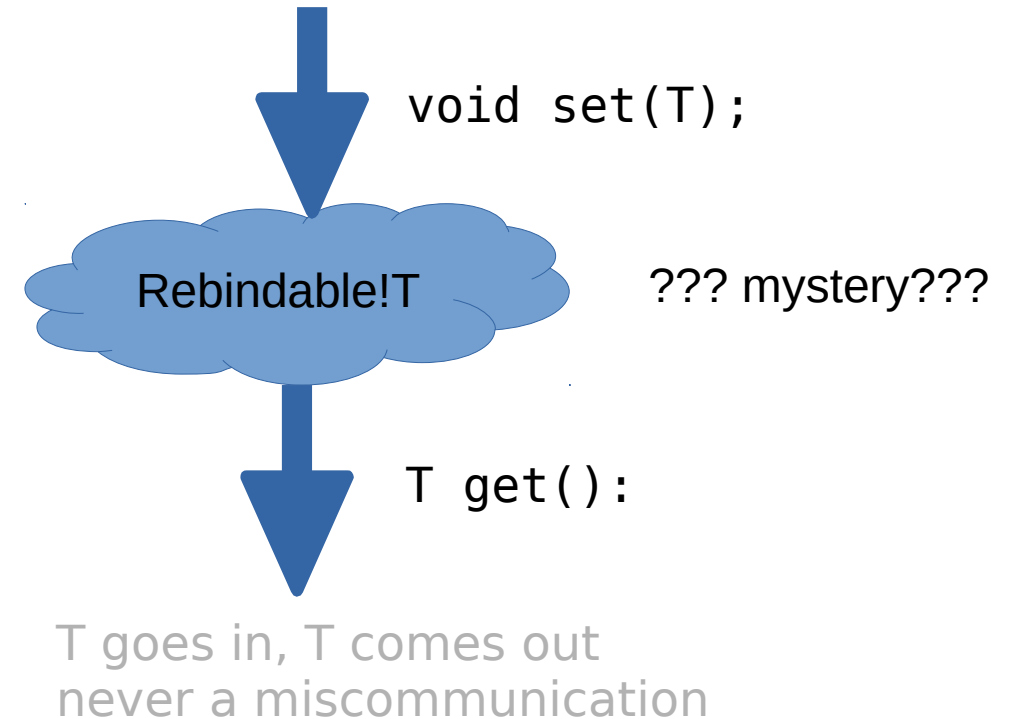 void set(T);
Rebindable!T
??? mystery???
T get():
T goes in, T comes out
never a miscommunication